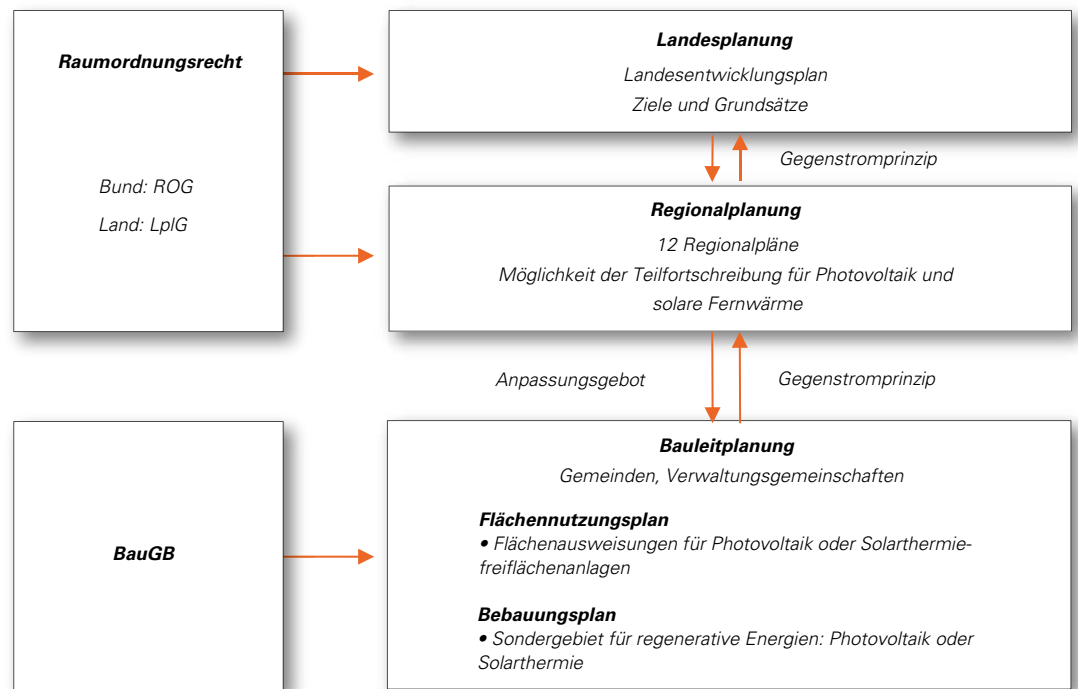 Raumordnungsrecht
Bund: ROG
Land: LplG
Landesplanung
Landesentwicklungsplan
Ziele und Grundsätze
Gegenstromprinzip
Regionalplanung
12 Regionalpläne
Möglichkeit der Teilfortschreibung für Photovoltaik und
solare Fernwärme
Anpassungsgebot
Gegenstromprinzip
BauGB
Bauleitplanung
Gemeinden, Verwaltungsgemeinschaften
Flächennutzungsplan
• Flächenausweisungen für Photovoltaik oder Solarthermie-
freiflächenanlagen
Bebauungsplan
• Sondergebiet für regenerative Energien: Photovoltaik oder
Solarthermie